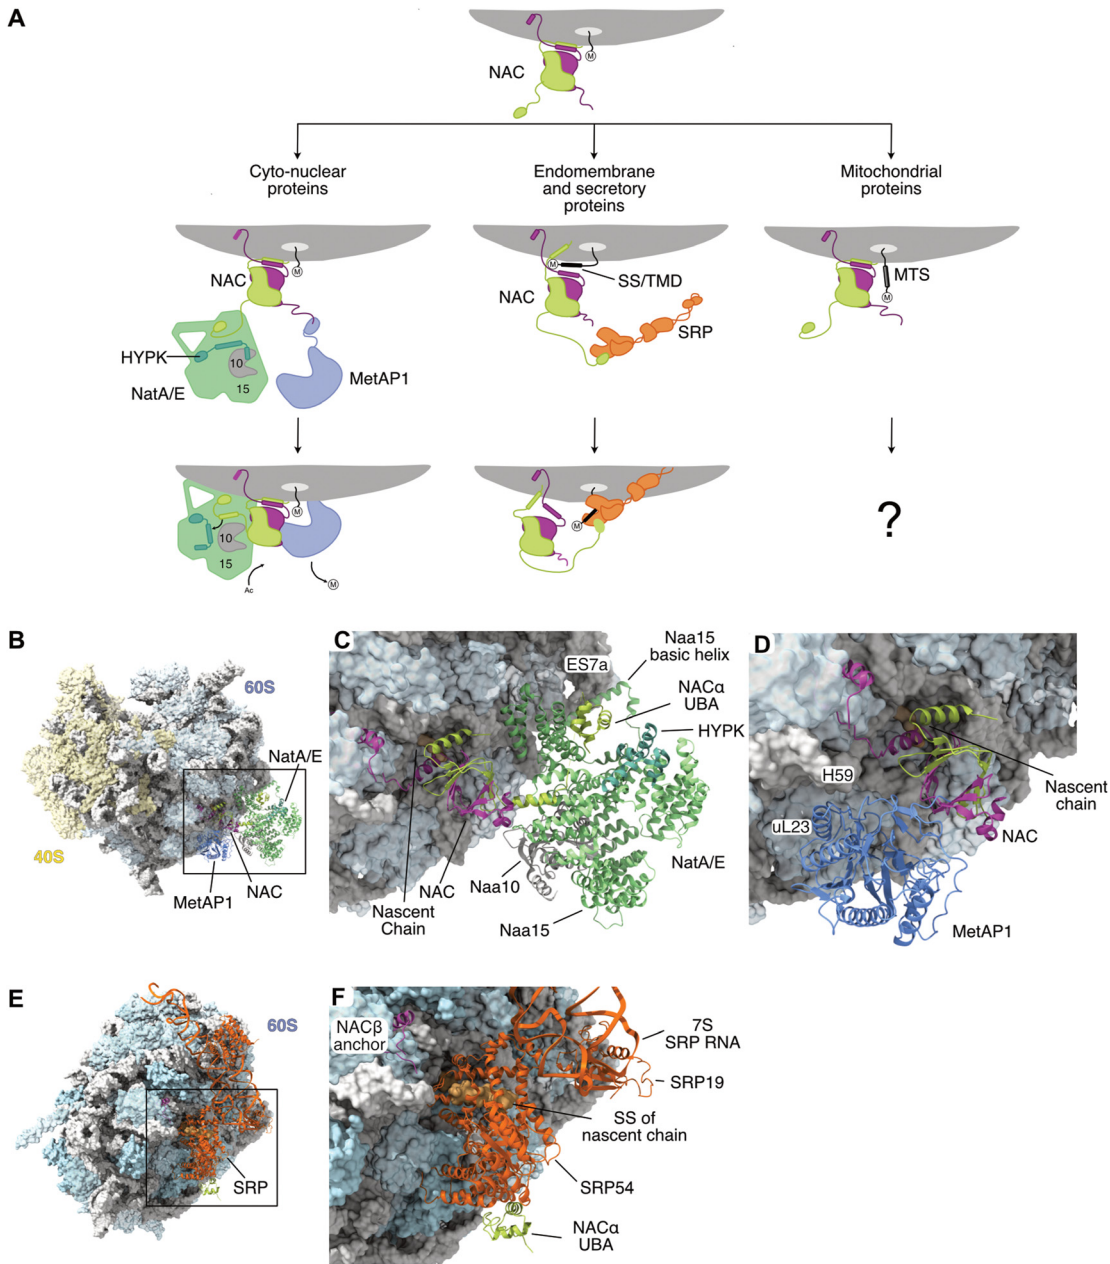 A
M
NAC
Cyto-nuclear
proteins
Endomembrane
and secretory
proteins
Mitochondrial
proteins
M
NAC
HYPK
10
15
NatA/E
MetAP1
M
SS/TMD
NAC
SRP
MTS
M
M
10
15
Ac
M
M
?
B
60S
NatA/E
40S
MetAP1
NAC
C
ES7a
Naa15
basic helix
NACα
UBA
HYPK
NatA/E
NAC
Naa10
Nascent
Chain
Naa15
D
H59
Nascent
chain
uL23
NAC
MetAP1
E
60S
SRP
F
NACβ
anchor
7S
SRP RNA
SRP19
SS of
nascent chain
SRP54
NACα
UBA